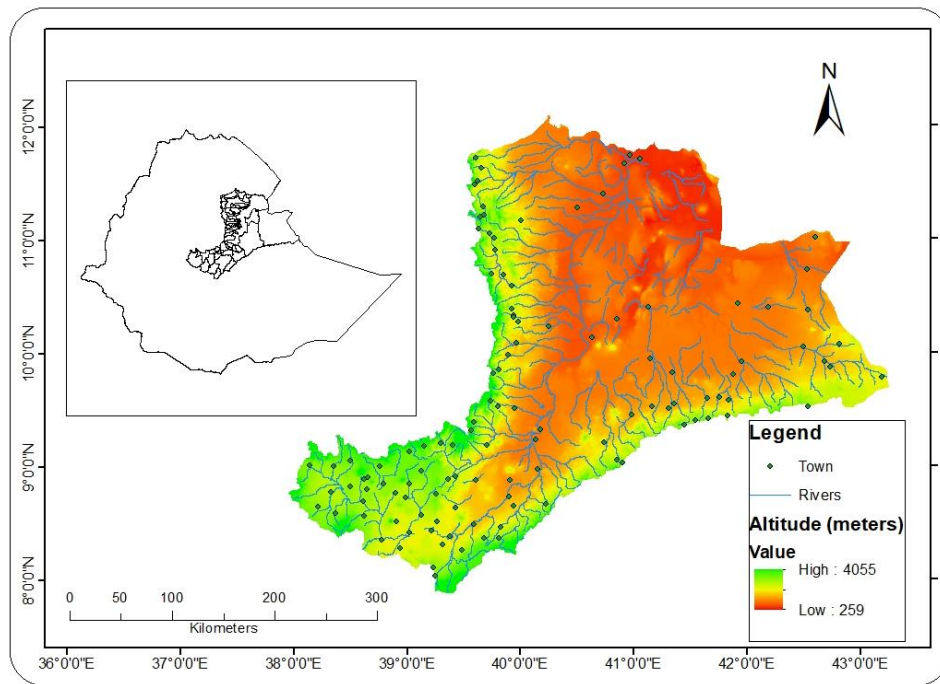 N
12°0'0"N
11°0'0"N
10°0'0"N
9°0'0"N
8°0'0"N
Legend
Town
Rivers
Altitude (meters)
Value
High : 4055
Low : 259
0 50 100 200 300
Kilometers
36°0'0"E 37°0'0"E 38°0'0"E 39°0'0"E 40°0'0"E 41°0'0"E 42°0'0"E 43°0'0"E